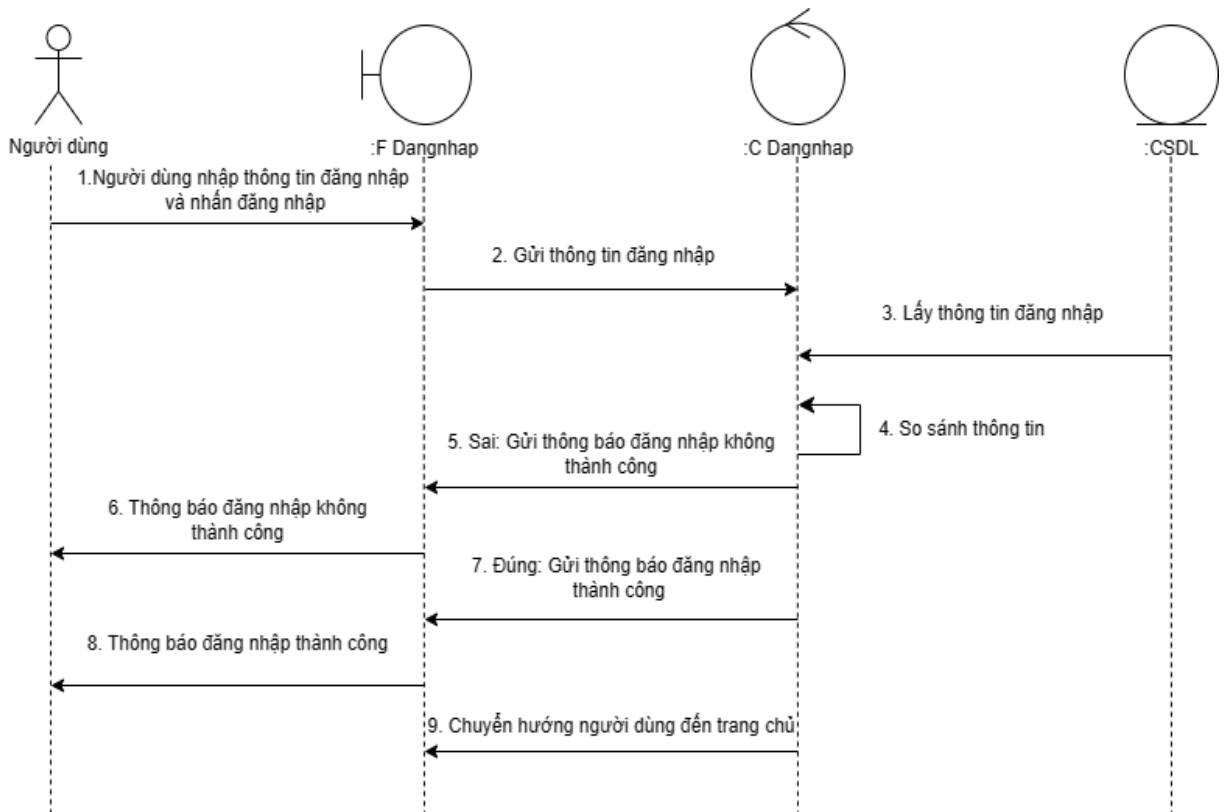 Người dùng
:F Dangnhap
:C Dangnhap
:CSDL
1.Người dùng nhập thông tin đăng nhập
và nhấn đăng nhập
2. Gửi thông tin đăng nhập
3. Lấy thông tin đăng nhập
4. So sánh thông tin
5. Sai: Gửi thông báo đăng nhập không
thành công
6. Thông báo đăng nhập không
thành công
7. Đúng: Gửi thông báo đăng nhập
thành công
8. Thông báo đăng nhập thành công
9. Chuyển hướng người dùng đến trang chủ